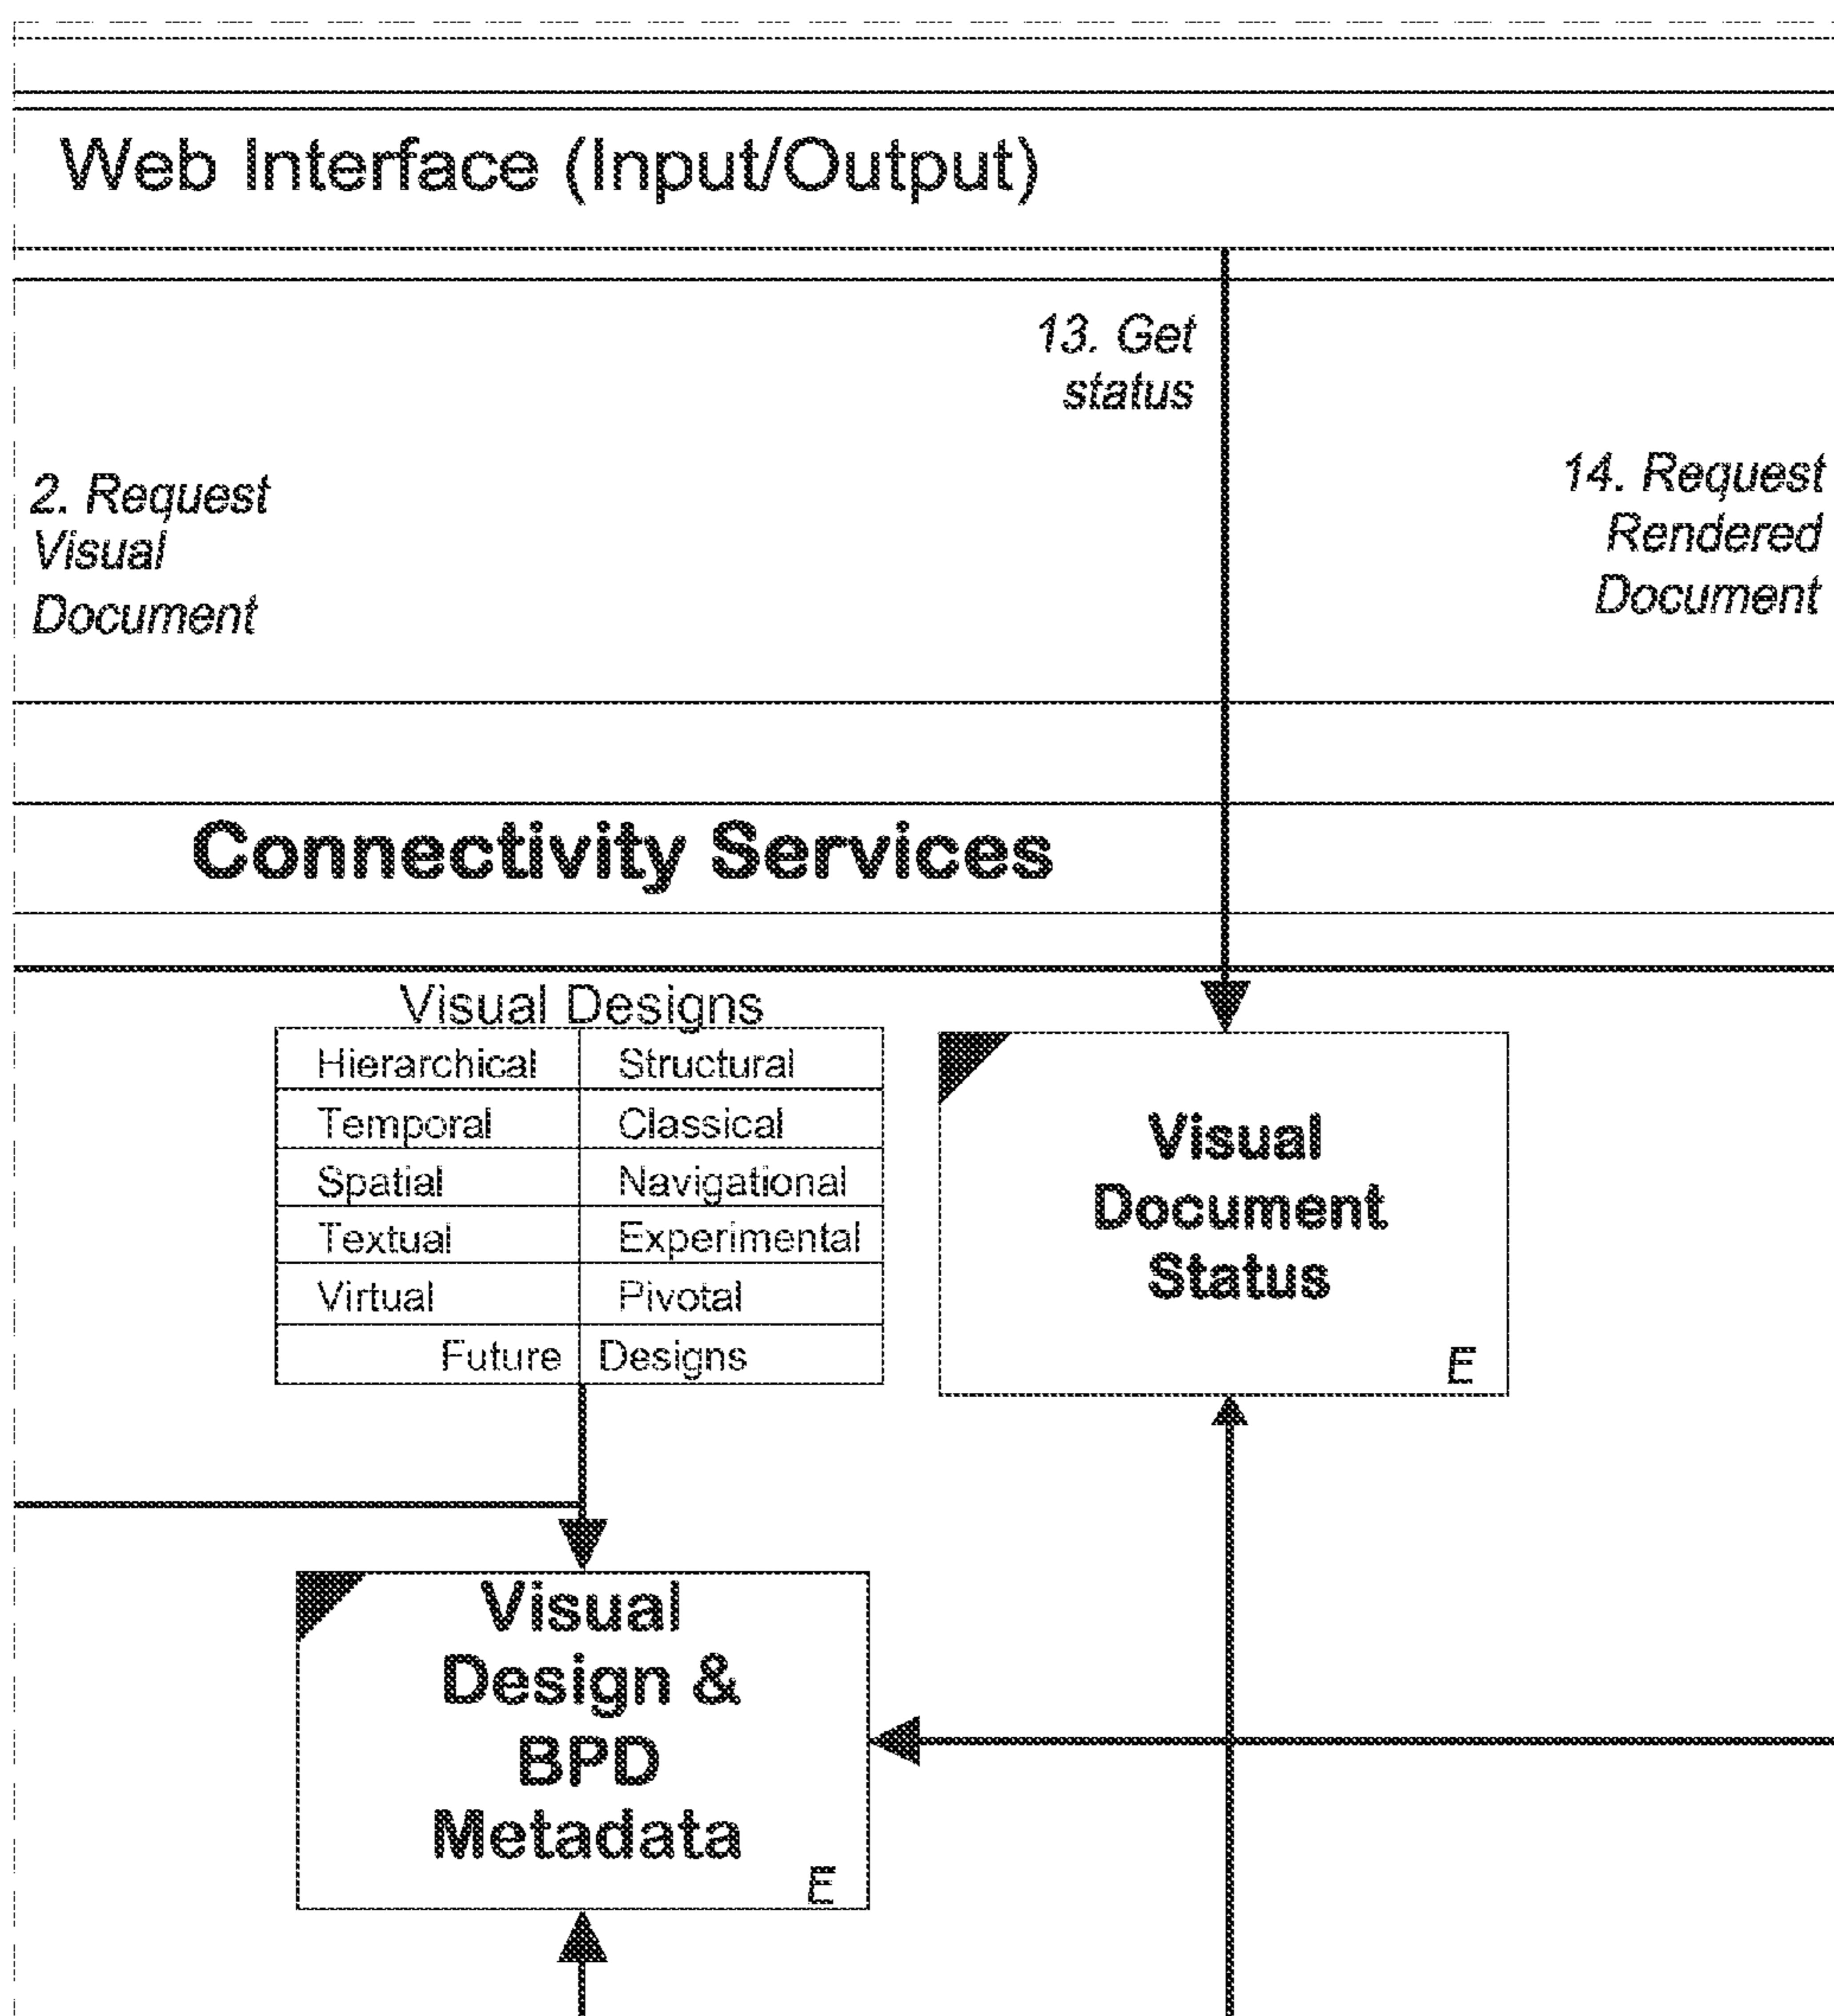 Web Interface (Input/Output)
13. Get
status
2. Request
Visual
Document
14. Request
Rendered
Document
Connectivity Services
Visual Designs
Hierarchical Structural
Temporal Classical
Spatial Navigational
Textual Experimental
Virtual Pivotal
Future Designs
Visual
Document
Status
E
Visual
Design &
BPD
Metadata
E